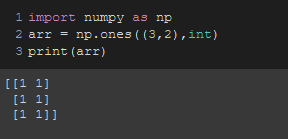 1 import numpy as np
2 arr = np.ones((3,2),int)
3 print(arr)
[[1 1]
 [1 1]
 [1 1]]